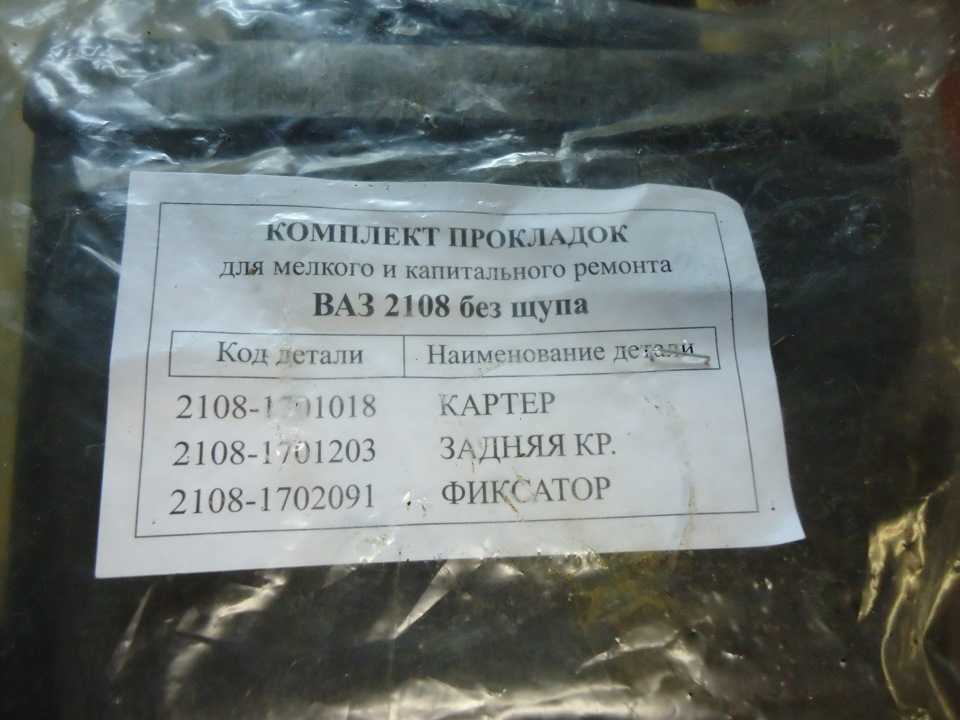 КОМПЛЕКТ ПРОКЛАДОК
для мелкого и капитального ремонта
ВАЗ 2108 без щупа
Код детали Наименование детали
2108-1701018 КАРТЕР
2108-1701203 ЗАДНЯЯ КР.
2108-1702091 ФИКСАТОР